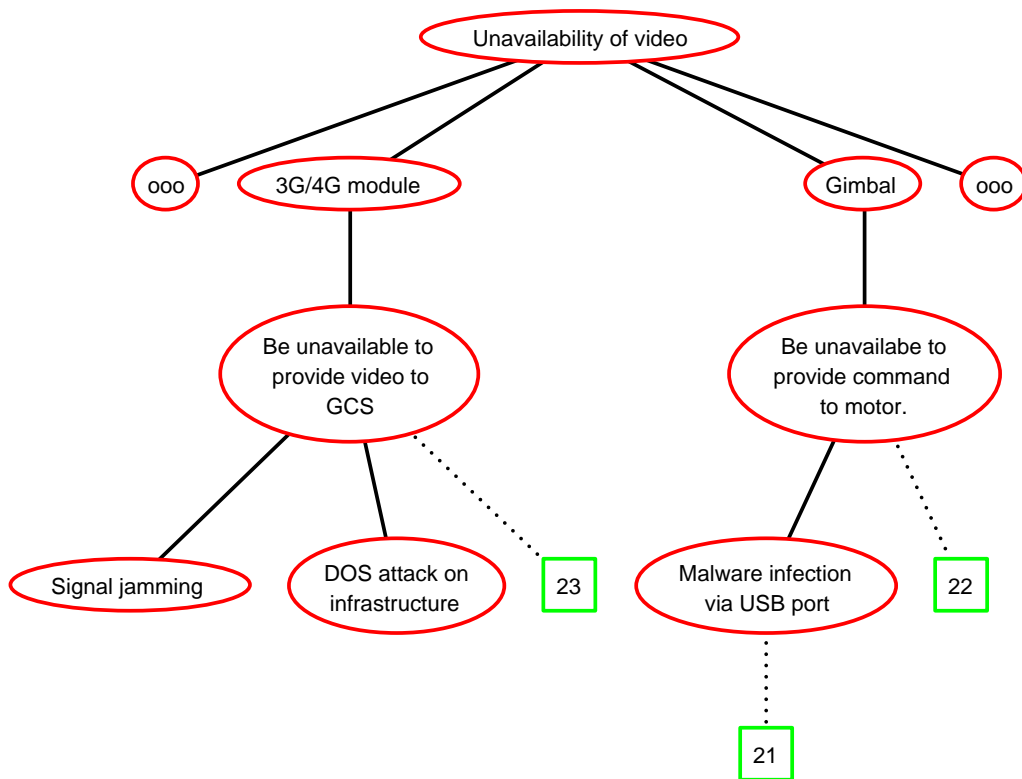 Unavailability of video
ooo
3G/4G module
Gimbal
ooo
Be unavailable to
provide video to
GCS
Be unavailabe to
provide command
to motor.
Signal jamming
DOS attack on
infrastructure
23
Malware infection
via USB port
22
21